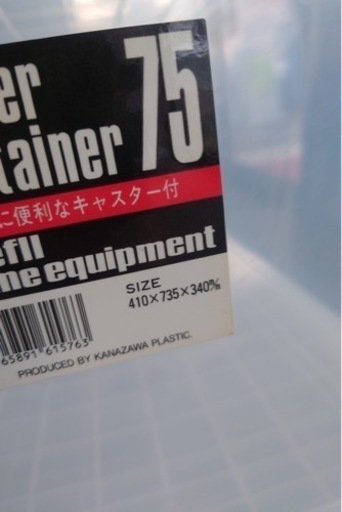 er
tainer 75
に便利なキャスター付
efll
me equipment
SIZE
410×735×340%
65891 615763
PRODUCED BY KANAZAWA PLASTIC.